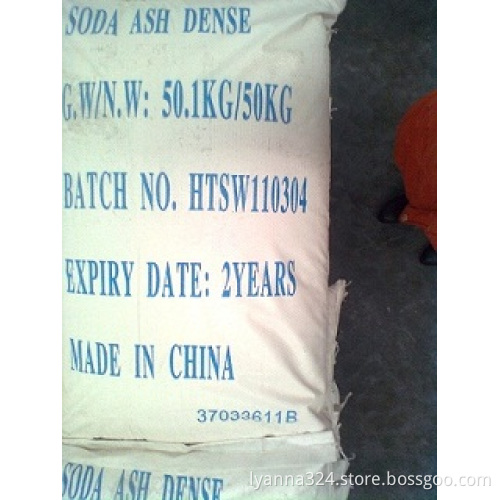 SODA ASH DENSE
G.W/N.W: 50.1KG/50KG
BATCH NO. HTSW110304
EXPIRY DATE: 2YEARS
MADE IN CHINA
37033611B
SODA ASH DENSE
lyanna324.store.bossgoo.com